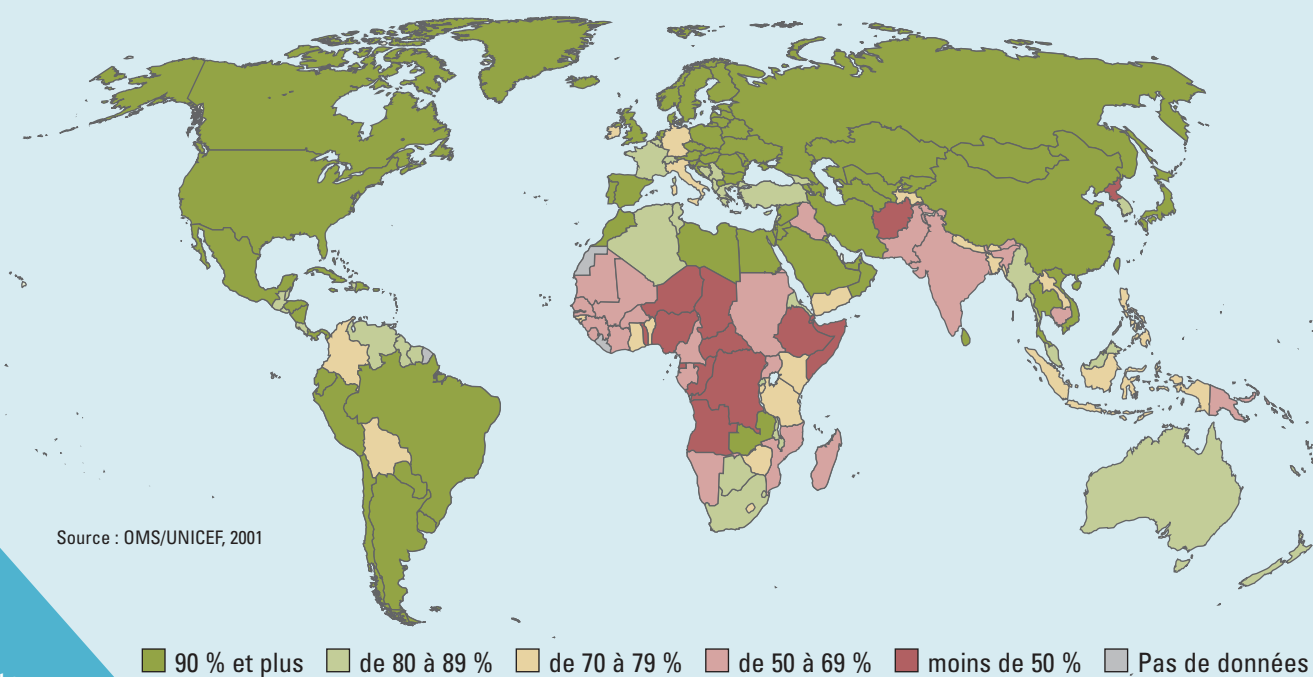 Source : OMS/UNICEF, 2001
90 % et plus de 80 à 89 % de 70 à 79 % de 50 à 69 % moins de 50 % Pas de données